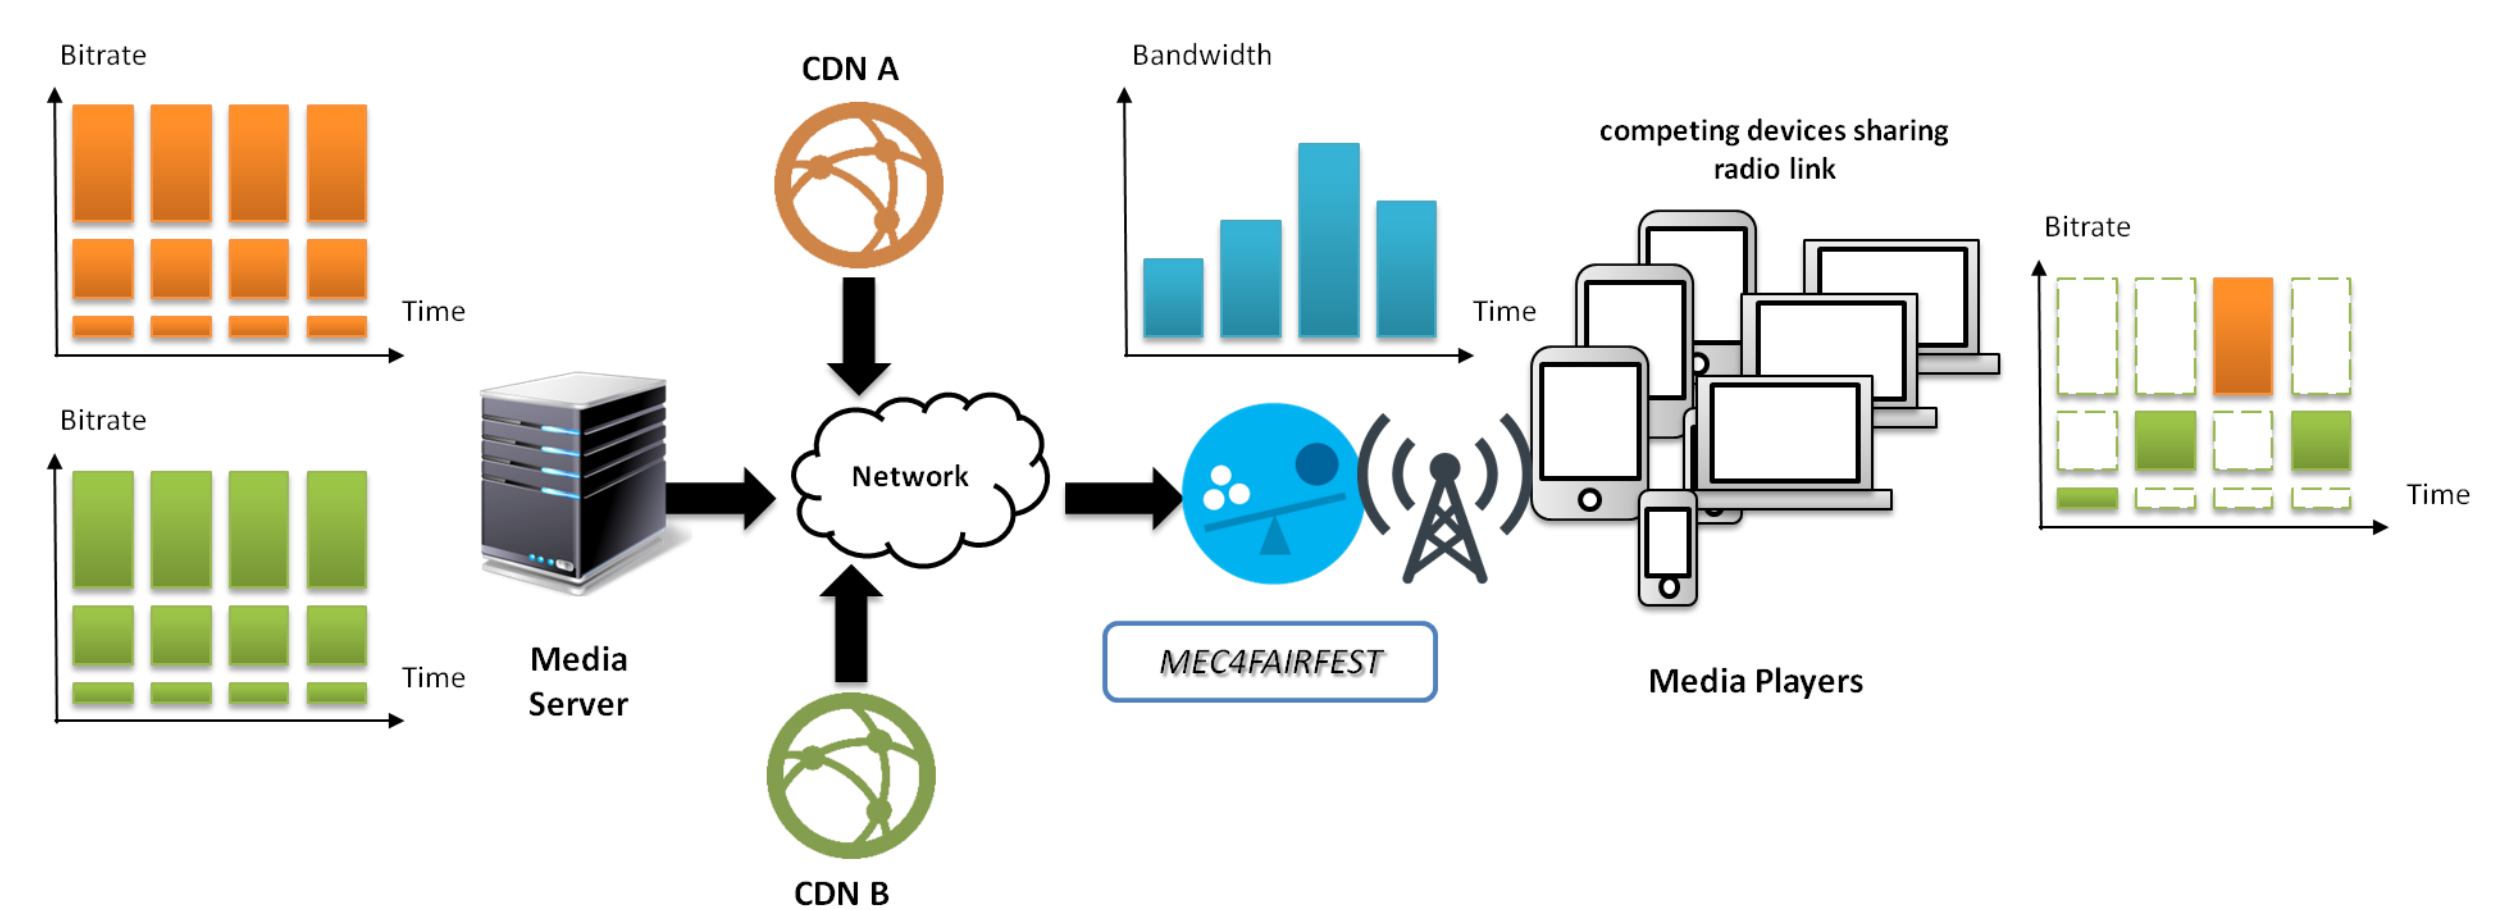 Bitrate
Time
Bitrate
Time
Media
Server
CDN A
Network
CDN B
Bandwidth
Time
MEC4FAIRFEST
competing devices sharing
radio link
Media Players
Bitrate
Time